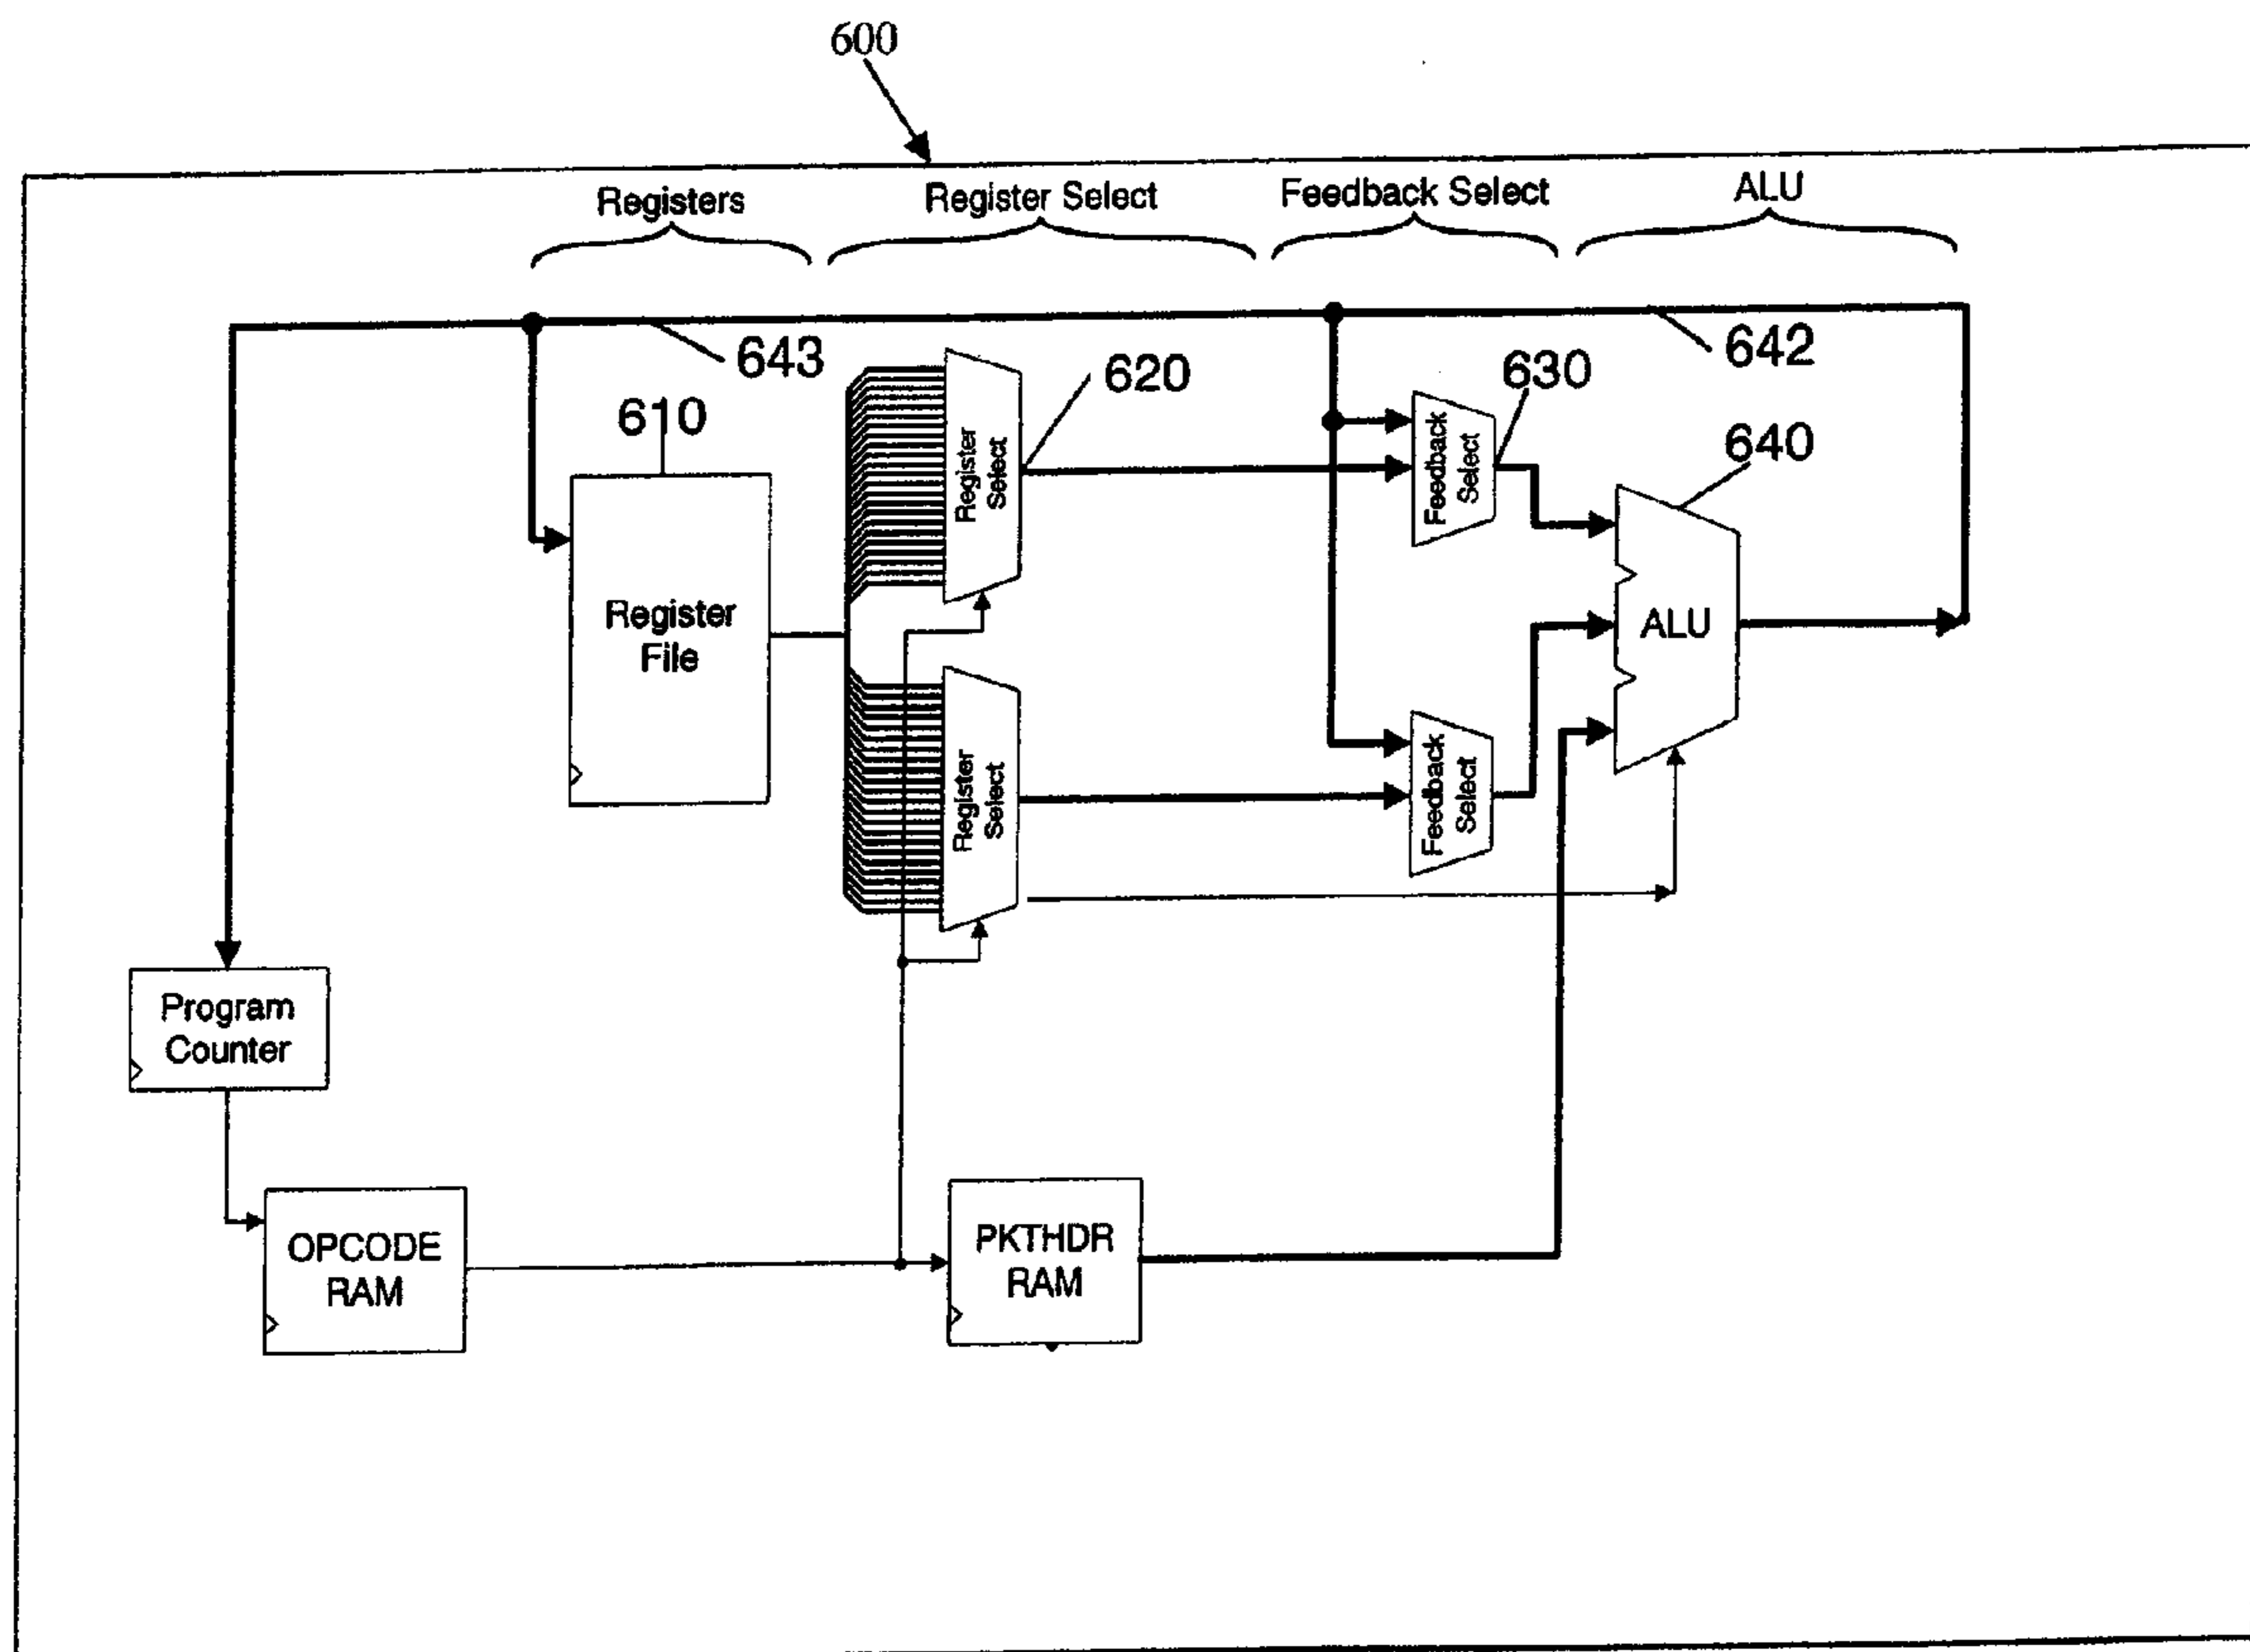 600
Registers
Register Select
Feedback Select
ALU
643
642
620
630
610
640
Register
Select
Feedback
Select
Register
File
ALU
Register
Select
Feedback
Select
Program
Counter
OPCODE
RAM
PKTHDR
RAM